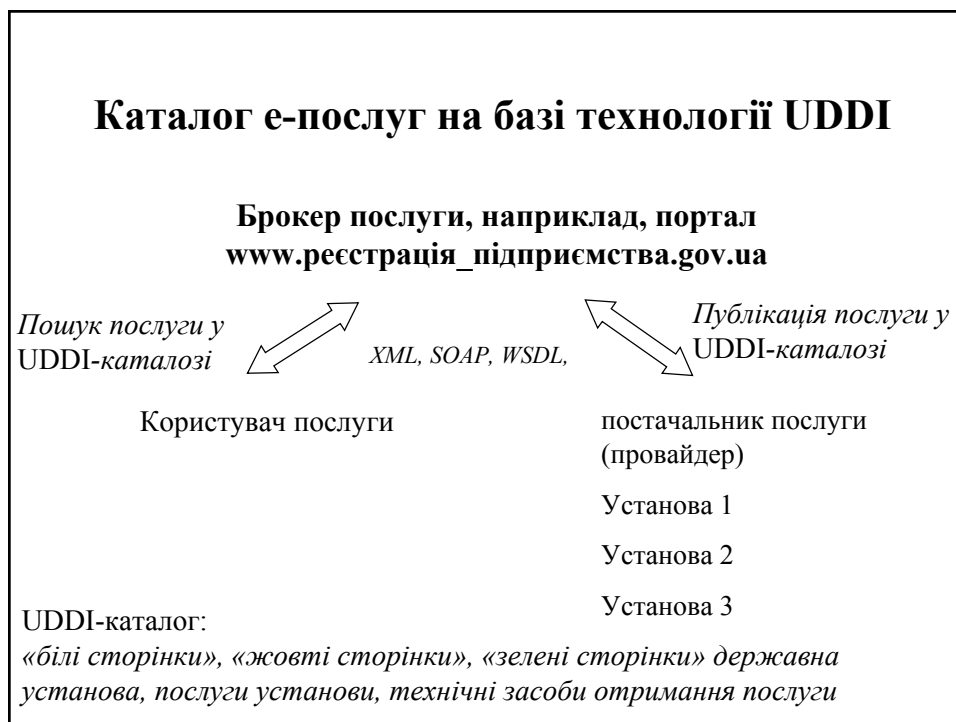 Каталог е-послуг на базі технології UDDI
Брокер послуги, наприклад, портал
www.реєстрація_підприємства.gov.ua
Пошук послуги у
UDDI-каталозі
XML, SOAP, WSDL,
Публікація послуги у
UDDI-каталозі
Користувач послуги
постачальник послуги
(провайдер)
Установа 1
Установа 2
Установа 3
UDDI-каталог:
«білі сторінки», «жовті сторінки», «зелені сторінки» державна
установа, послуги установи, технічні засоби отримання послуги